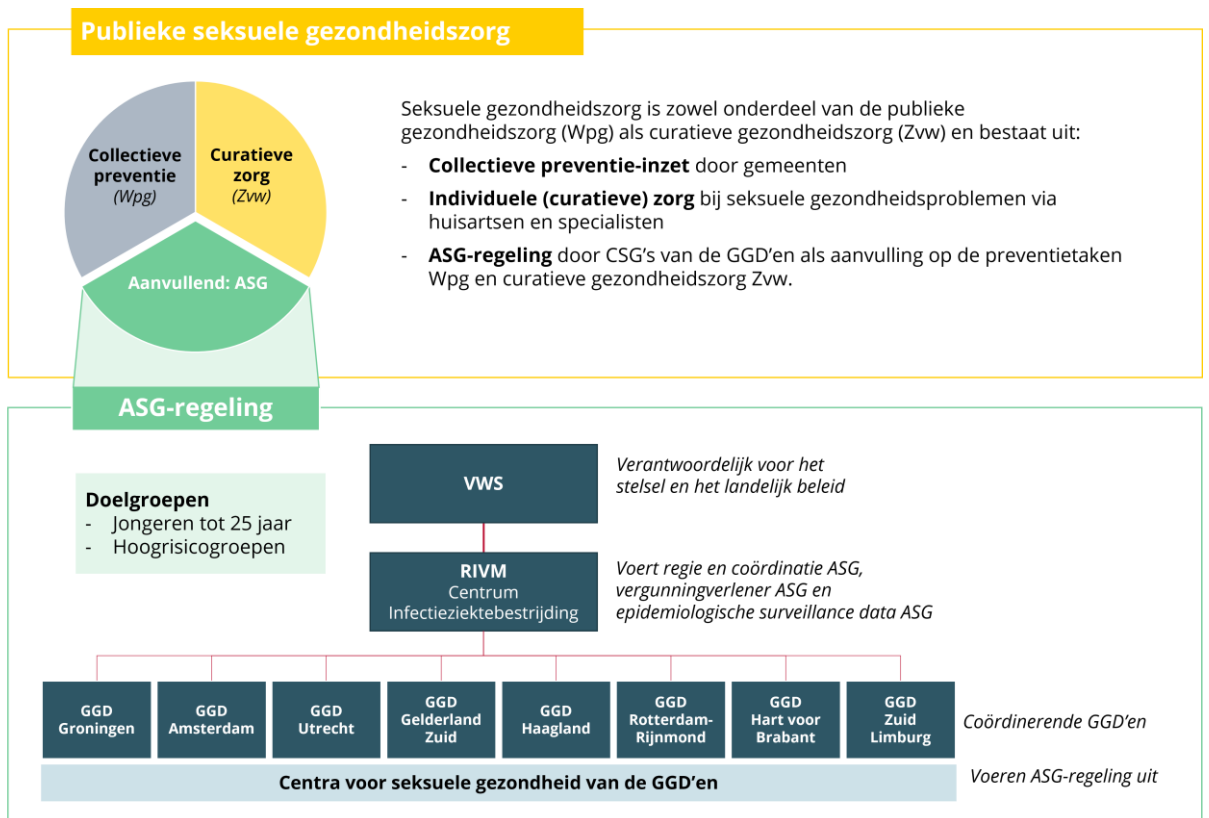 Publieke seksuele gezondheidszorg
Collectieve
preventie
(Wpg)
Curatieve
zorg
(Zvw)
Aanvullend: ASG
Seksuele gezondheidszorg is zowel onderdeel van de publieke
gezondheidszorg (Wpg) als curatieve gezondheidszorg (Zvw) en bestaat uit:
- Collectieve preventie-inzet door gemeenten
- Individuele (curatieve) zorg bij seksuele gezondheidsproblemen via
huisartsen en specialisten
- ASG-regeling door CSG’s van de GGD’en als aanvulling op de preventietaken
Wpg en curatieve gezondheidszorg Zvw.
ASG-regeling
Doelgroepen
- Jongeren tot 25 jaar
- Hoogrisicogroepen
VWS
Verantwoordelijk voor het
stelsel en het landelijk beleid
RIVM
Centrum
Infectieziektebestrijding
Voert regie en coördinatie ASG,
vergunningverlener ASG en
epidemiologische surveillance data ASG
GGD
Groningen
GGD
Amsterdam
GGD
Utrecht
GGD
Gelderland
Zuid
GGD
Haagland
GGD
Rotterdam-
Rijnmond
GGD
Hart voor
Brabant
GGD
Zuid
Limburg
Coördinerende GGD’en
Centra voor seksuele gezondheid van de GGD’en
Voeren ASG-regeling uit